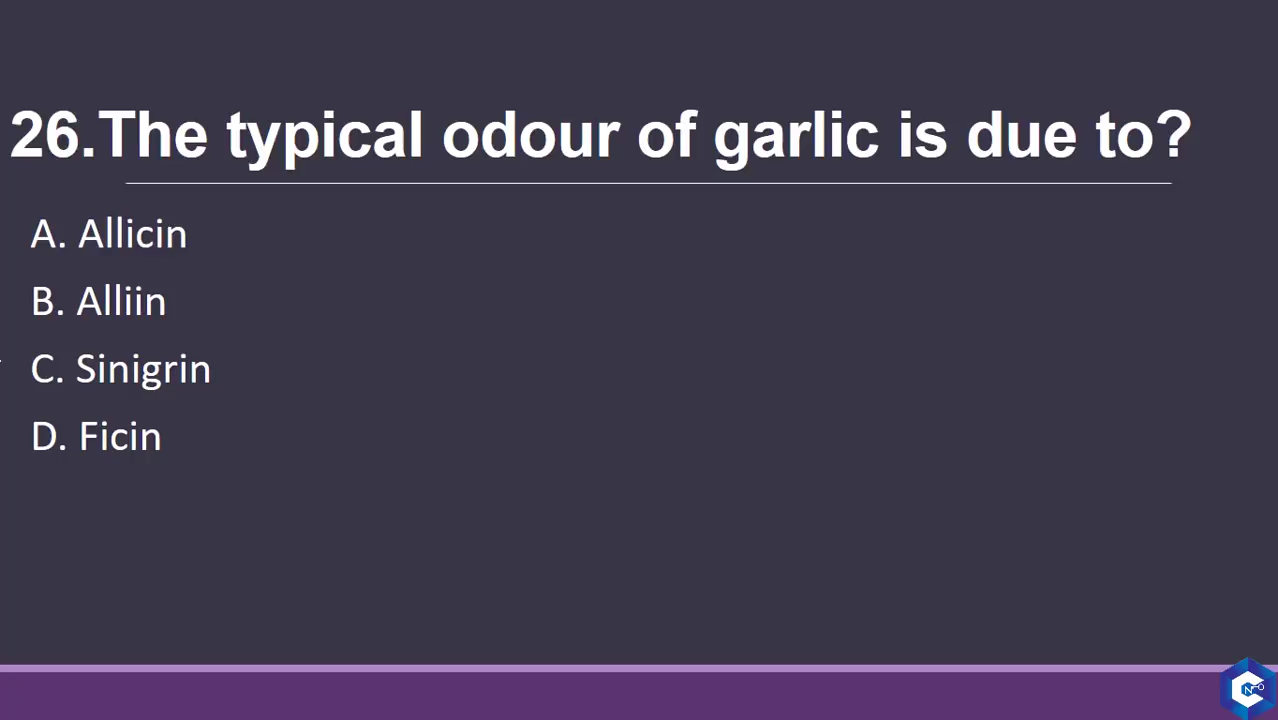 26.The typical odour of garlic is due to?
A. Allicin
B. Alliin
C. Sinigrin
D. Ficin